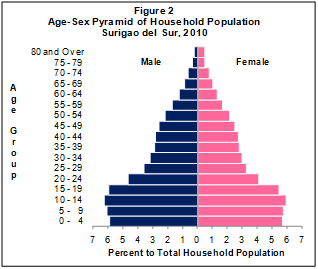 Figure 2
Age-Sex Pyramid of Household Population
Surigao del Sur, 2010
Age Group
Male
Female
80 and Over
75 - 79
70 - 74
65 - 69
60 - 64
55 - 59
50 - 54
45 - 49
40 - 44
35 - 39
30 - 34
25 - 29
20 - 24
15 - 19
10 - 14
5 - 9
0 - 4
7 6 5 4 3 2 1 0 1 2 3 4 5 6 7
Percent to Total Household Population